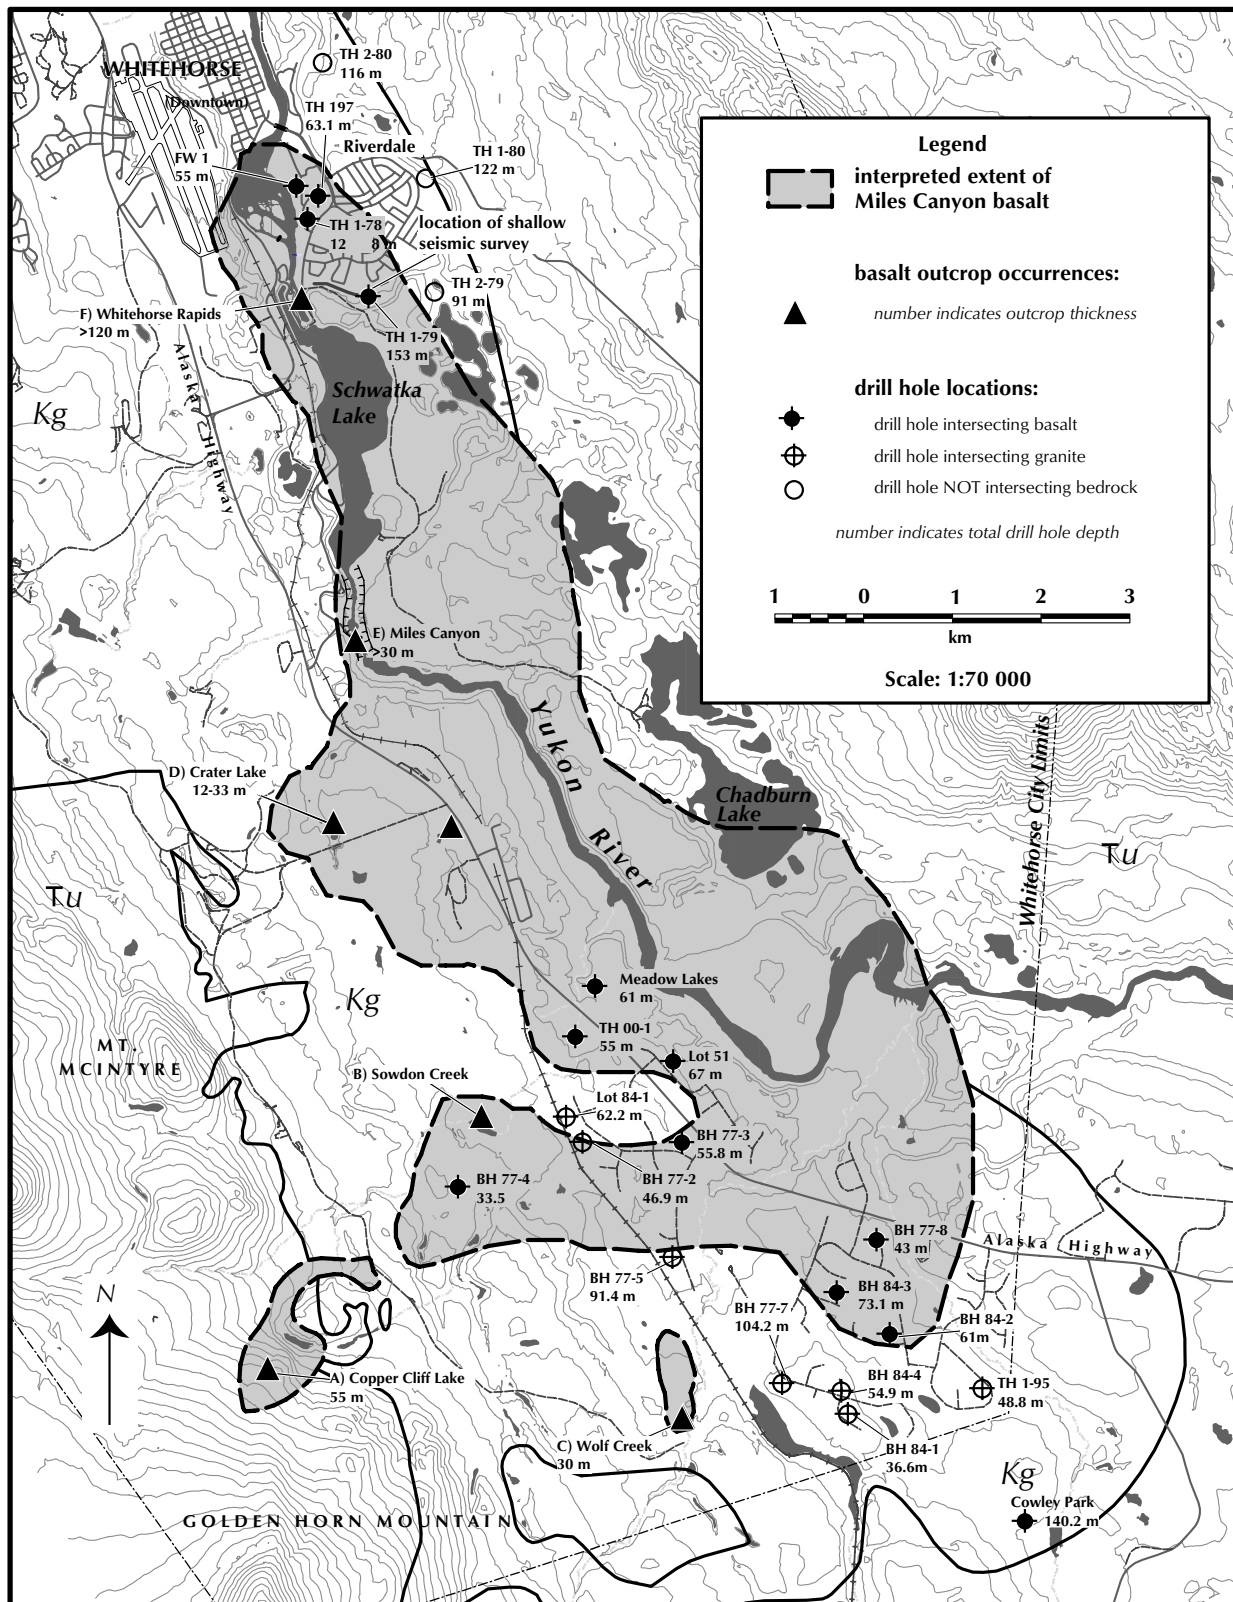 TH 2-80
116 m
WHITEHORSE
(Downtown)
TH 197
63.1 m
Riverdale
FW 1
55 m
TH 1-80
122 m
TH 1-78
12 8 m
location of shallow
seismic survey
TH 2-79
91 m
F) Whitehorse Rapids
>120 m
TH 1-79
153 m
Alaska Highway
Schwatka
Lake
Kg
Legend
interpreted extent of
Miles Canyon basalt
basalt outcrop occurrences:
number indicates outcrop thickness
drill hole locations:
drill hole intersecting basalt
drill hole intersecting granite
drill hole NOT intersecting bedrock
number indicates total drill hole depth
1 0 1 2 3
km
Scale: 1:70 000
E) Miles Canyon
>30 m
Yukon
River
D) Crater Lake
12-33 m
Chadburn
Lake
Whitehorse City Limits
Ŧu
Ŧu
Kg
Meadow Lakes
61 m
TH 00-1
55 m
Lot 51
67 m
MT.
MCINTYRE
B) Sowdon Creek
Lot 84-1
62.2 m
BH 77-3
55.8 m
BH 77-4
33.5
BH 77-2
46.9 m
BH 77-8
43 m
Alaska Highway
BH 77-5
91.4 m
BH 84-3
73.1 m
N
BH 77-7
104.2 m
BH 84-2
61m
A) Copper Cliff Lake
55 m
BH 84-4
54.9 m
TH 1-95
48.8 m
C) Wolf Creek
30 m
BH 84-1
36.6m
Kg
Cowley Park
140.2 m
GOLDEN HORN MOUNTAIN